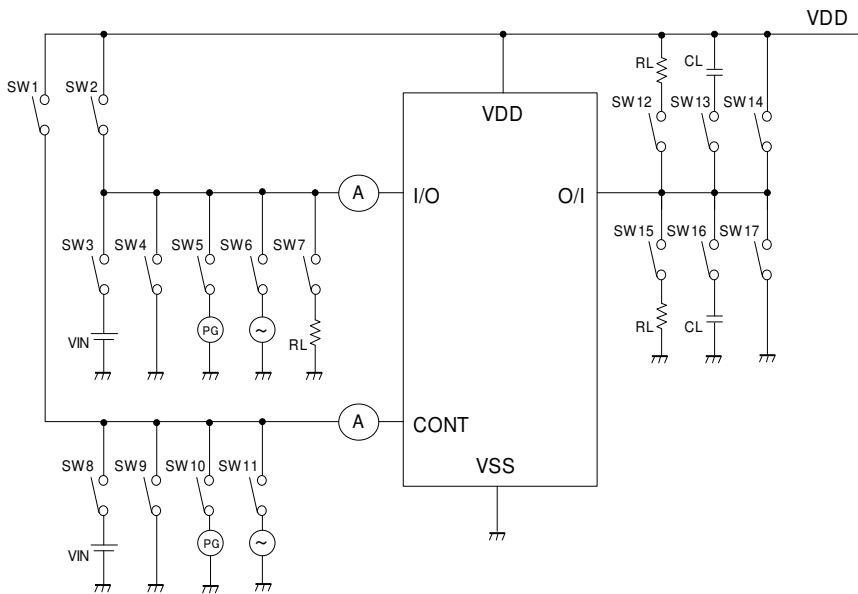 VDD
SW1
SW2
RL
CL
SW12
SW13
SW14
VDD
A
I/O
O/I
SW3
SW4
SW5
SW6
SW7
SW15
SW16
SW17
PG
~
VIN
RL
RL
CL
A
CONT
VSS
SW8
SW9
SW10
SW11
PG
~
VIN